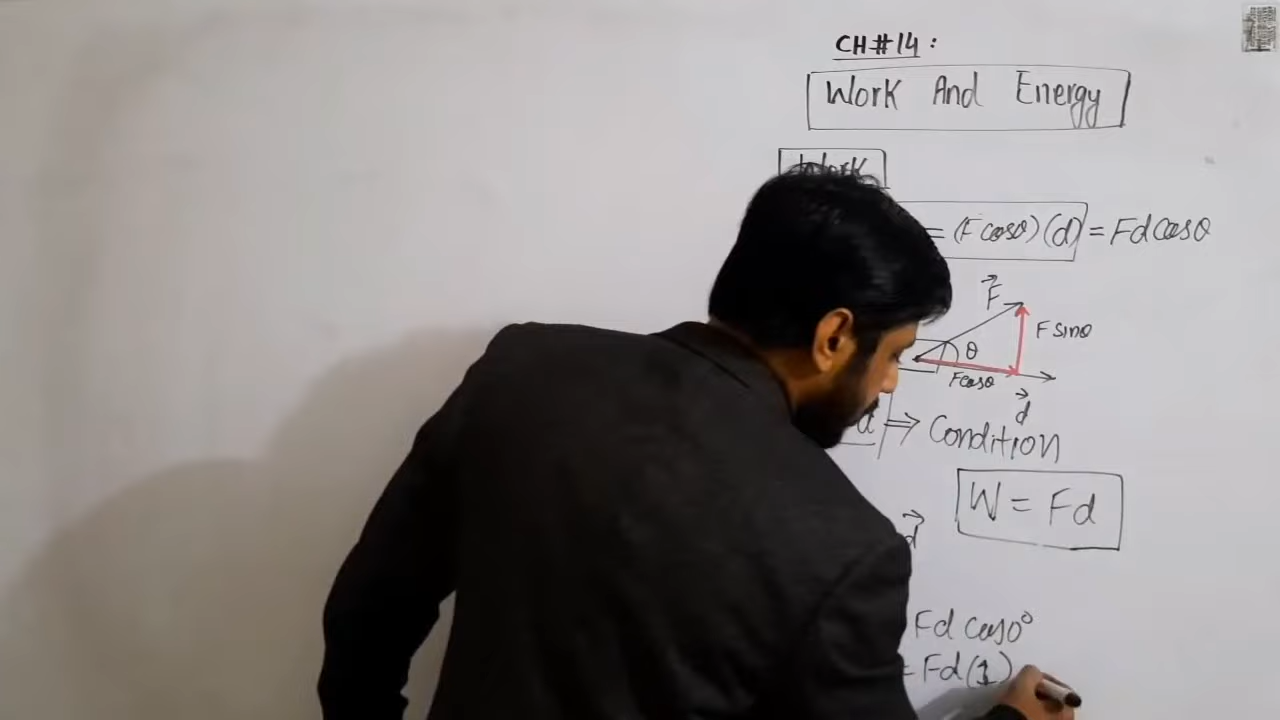 CH#14:
Work And Energy
Work
= (F cosθ)(d) = Fd cosθ
F
F sinθ
θ
F cosθ
d
d ⇒ Condition
W = Fd
d
Fd cos0°
= Fd(1)